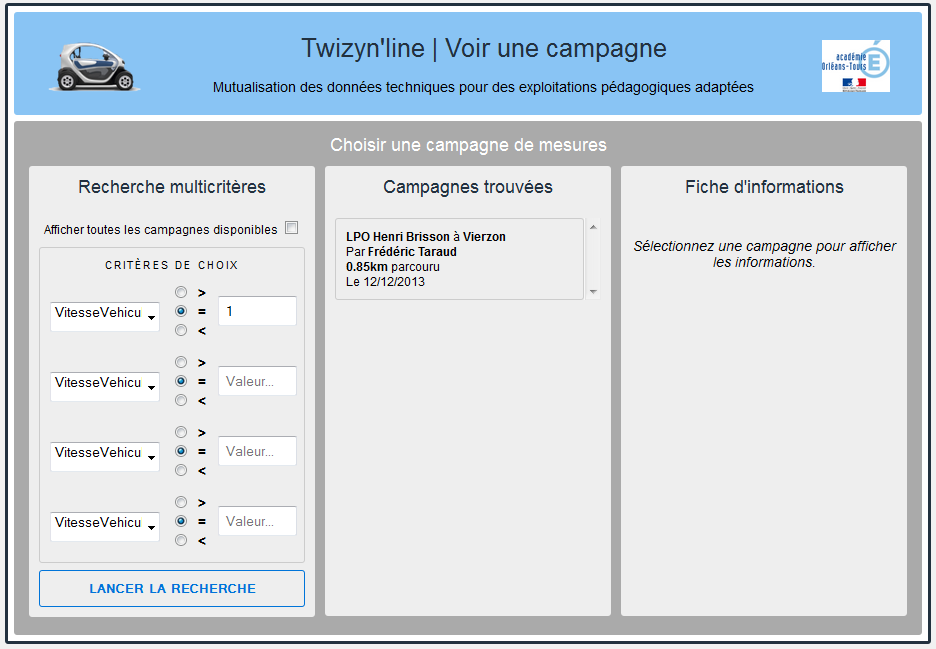 Twizyn'line | Voir une campagne
Mutualisation des données techniques pour des exploitations pédagogiques adaptées
académie
Orléans-Tours
É
Choisir une campagne de mesures
Recherche multicritères
Afficher toutes les campagnes disponibles
CRITÈRES DE CHOIX
>
VitesseVehicu = 1
<
>
VitesseVehicu = Valeur...
<
>
VitesseVehicu = Valeur...
<
>
VitesseVehicu = Valeur...
<
LANCER LA RECHERCHE
Campagnes trouvées
LPO Henri Brisson à Vierzon
Par Frédéric Taraud
0.85km parcouru
Le 12/12/2013
Fiche d'informations
Sélectionnez une campagne pour afficher
les informations.